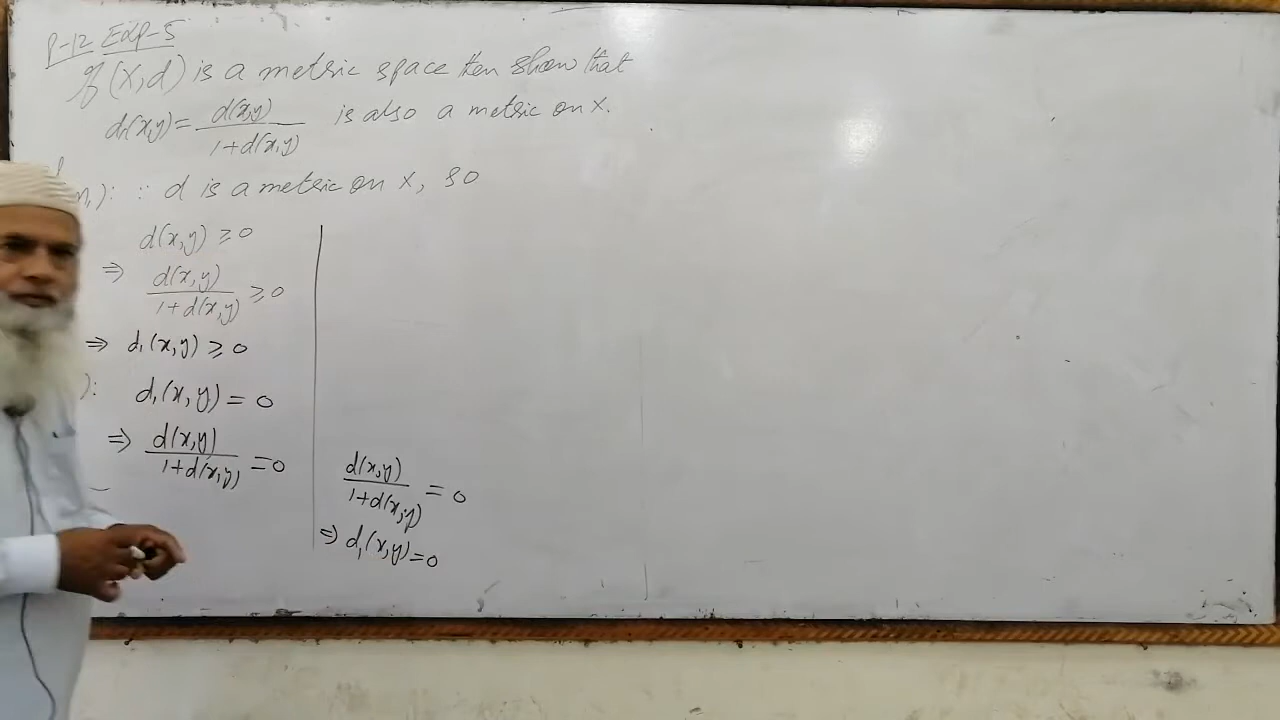 P-12 Exp-5
If (X,d) is a metric space then show that
d₁(x,y) = d(x,y) / 1+d(x,y) is also a metric on X.
∵ d is a metric on X, so
d(x,y) ≥ 0
⇒ d(x,y) / 1+d(x,y) ≥ 0
⇒ d₁(x,y) ≥ 0
): d₁(x,y) = 0
⇒ d(x,y) / 1+d(x,y) = 0
d(x,y) / 1+d(x,y) = 0
⇒ d₁(x,y) = 0